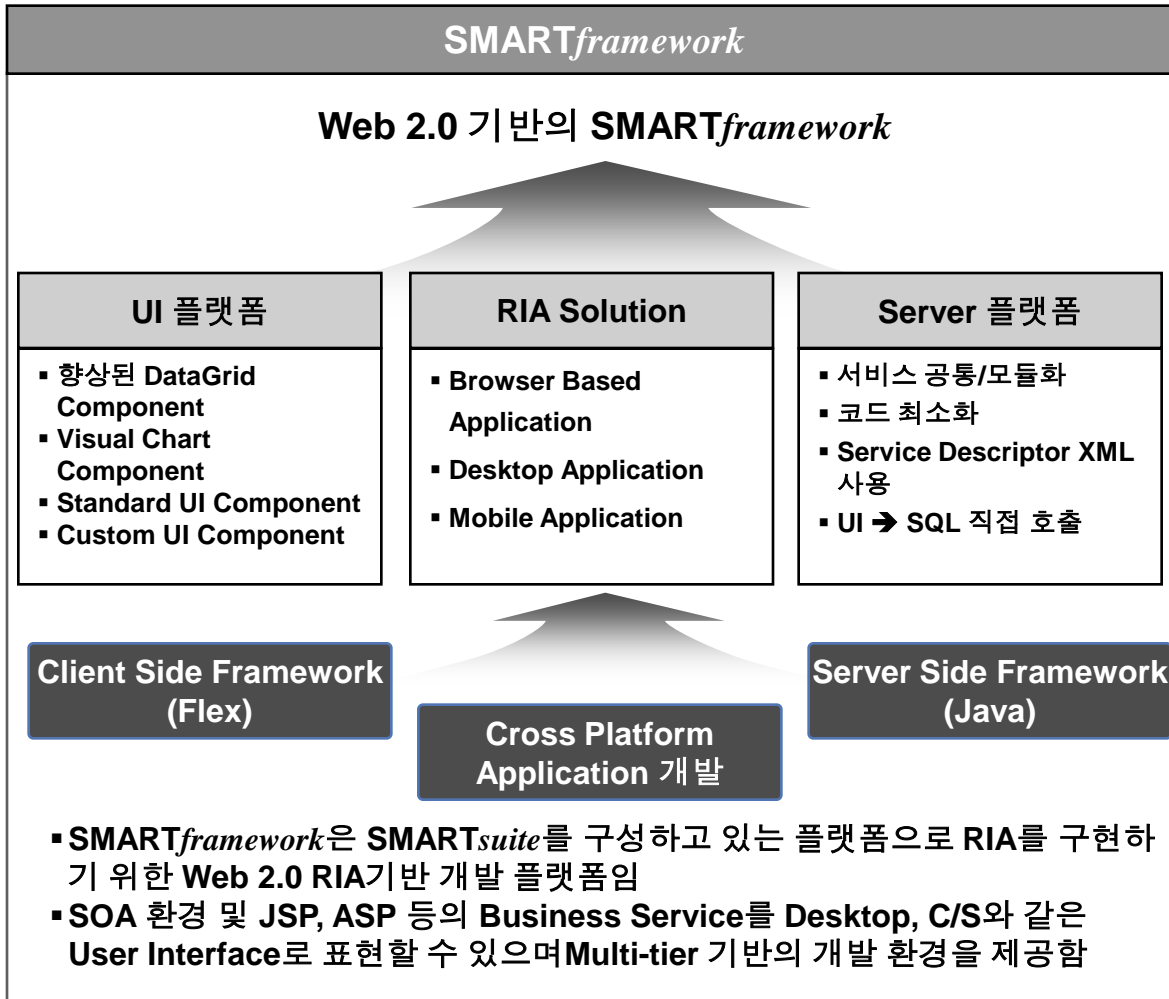 SMARTframework
Web 2.0 기반의 SMARTframework
UI 플랫폼
▪ 향상된 DataGrid
Component
▪ Visual Chart
Component
▪ Standard UI Component
▪ Custom UI Component
RIA Solution
▪ Browser Based
Application
▪ Desktop Application
▪ Mobile Application
Server 플랫폼
▪ 서비스 공통/모듈화
▪ 코드 최소화
▪ Service Descriptor XML
사용
▪ UI ➔ SQL 직접 호출
Client Side Framework
(Flex)
Cross Platform
Application 개발
Server Side Framework
(Java)
▪ SMARTframework은 SMARTsuite를 구성하고 있는 플랫폼으로 RIA를 구현하
기 위한 Web 2.0 RIA기반 개발 플랫폼임
▪ SOA 환경 및 JSP, ASP 등의 Business Service를 Desktop, C/S와 같은
User Interface로 표현할 수 있으며Multi-tier 기반의 개발 환경을 제공함